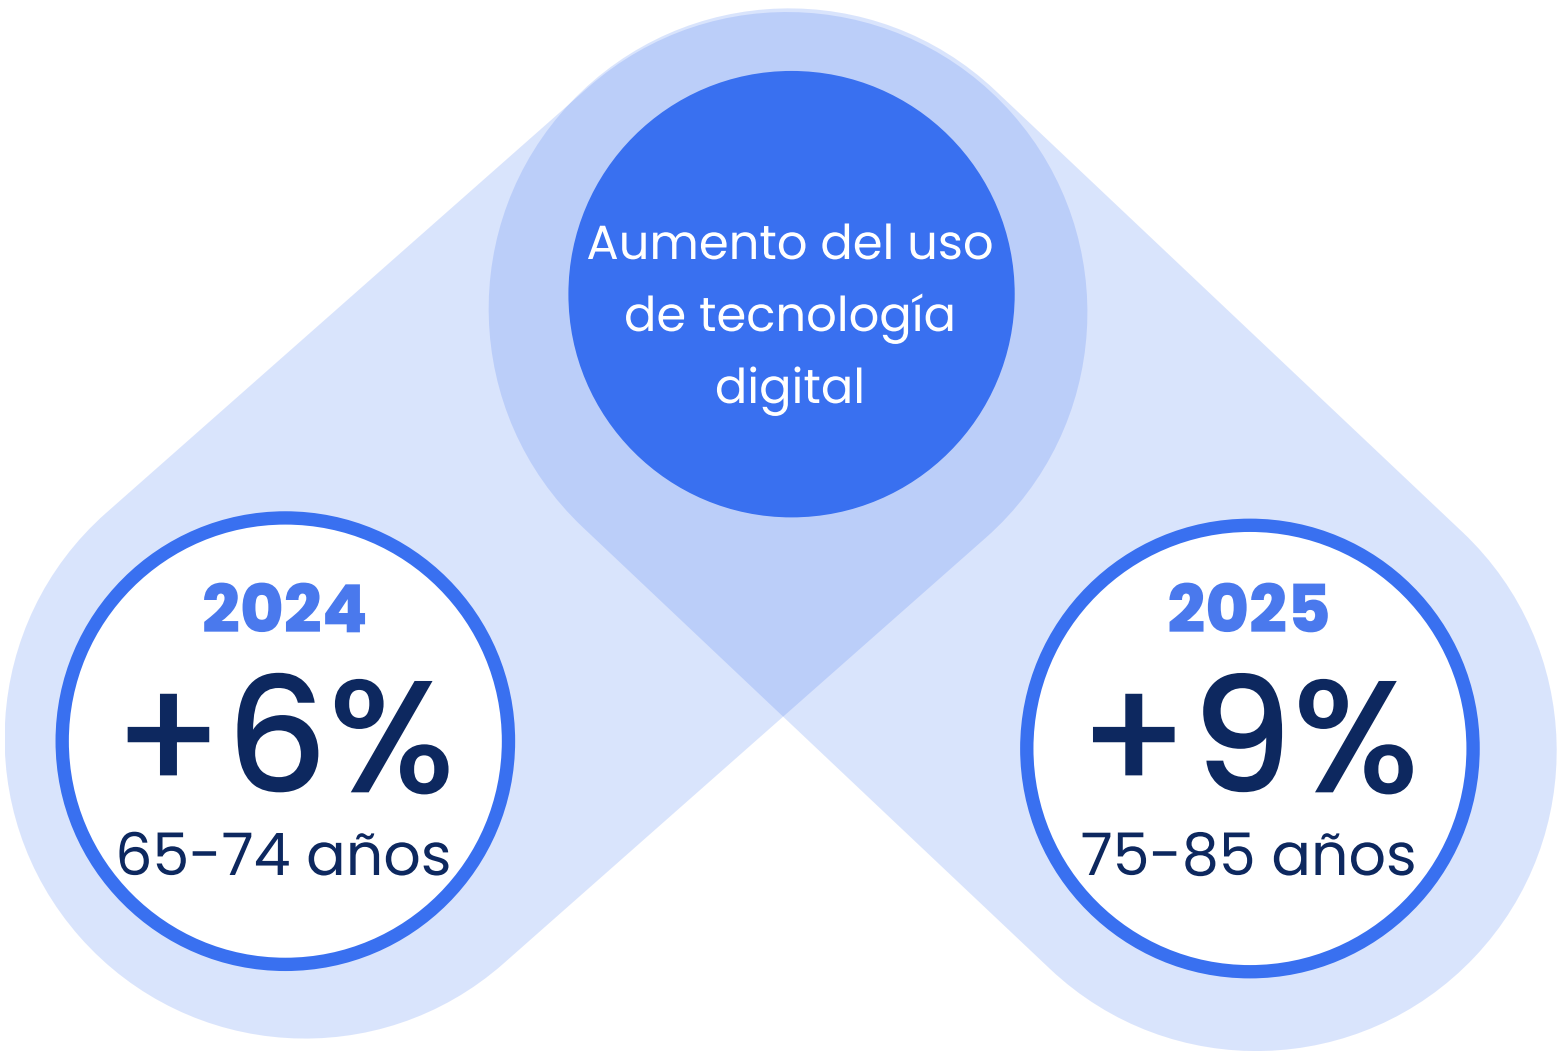 Aumento del uso
de tecnología
digital
2024
+6%
65-74 años
2025
+9%
75-85 años